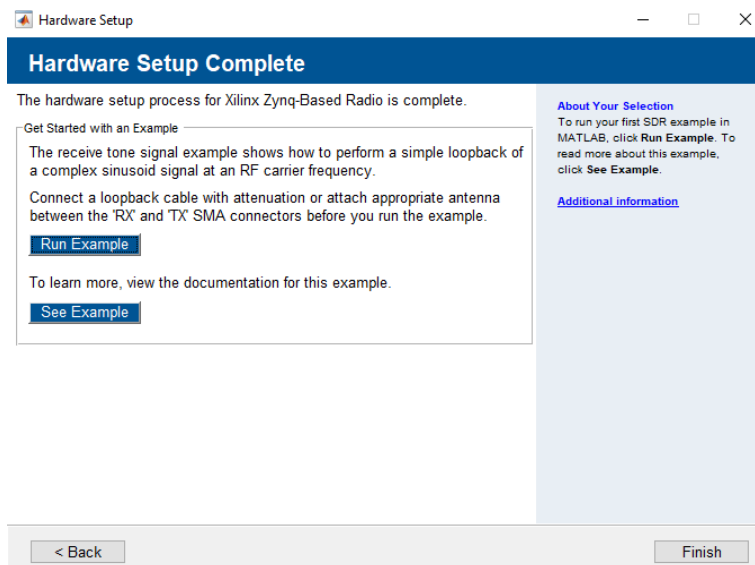 Hardware Setup
Hardware Setup Complete
The hardware setup process for Xilinx Zynq-Based Radio is complete.
Get Started with an Example
The receive tone signal example shows how to perform a simple loopback of
a complex sinusoid signal at an RF carrier frequency.
Connect a loopback cable with attenuation or attach appropriate antenna
between the 'RX' and 'TX' SMA connectors before you run the example.
Run Example
To learn more, view the documentation for this example.
See Example
About Your Selection
To run your first SDR example in
MATLAB, click Run Example. To
read more about this example,
click See Example.
Additional information
< Back
Finish